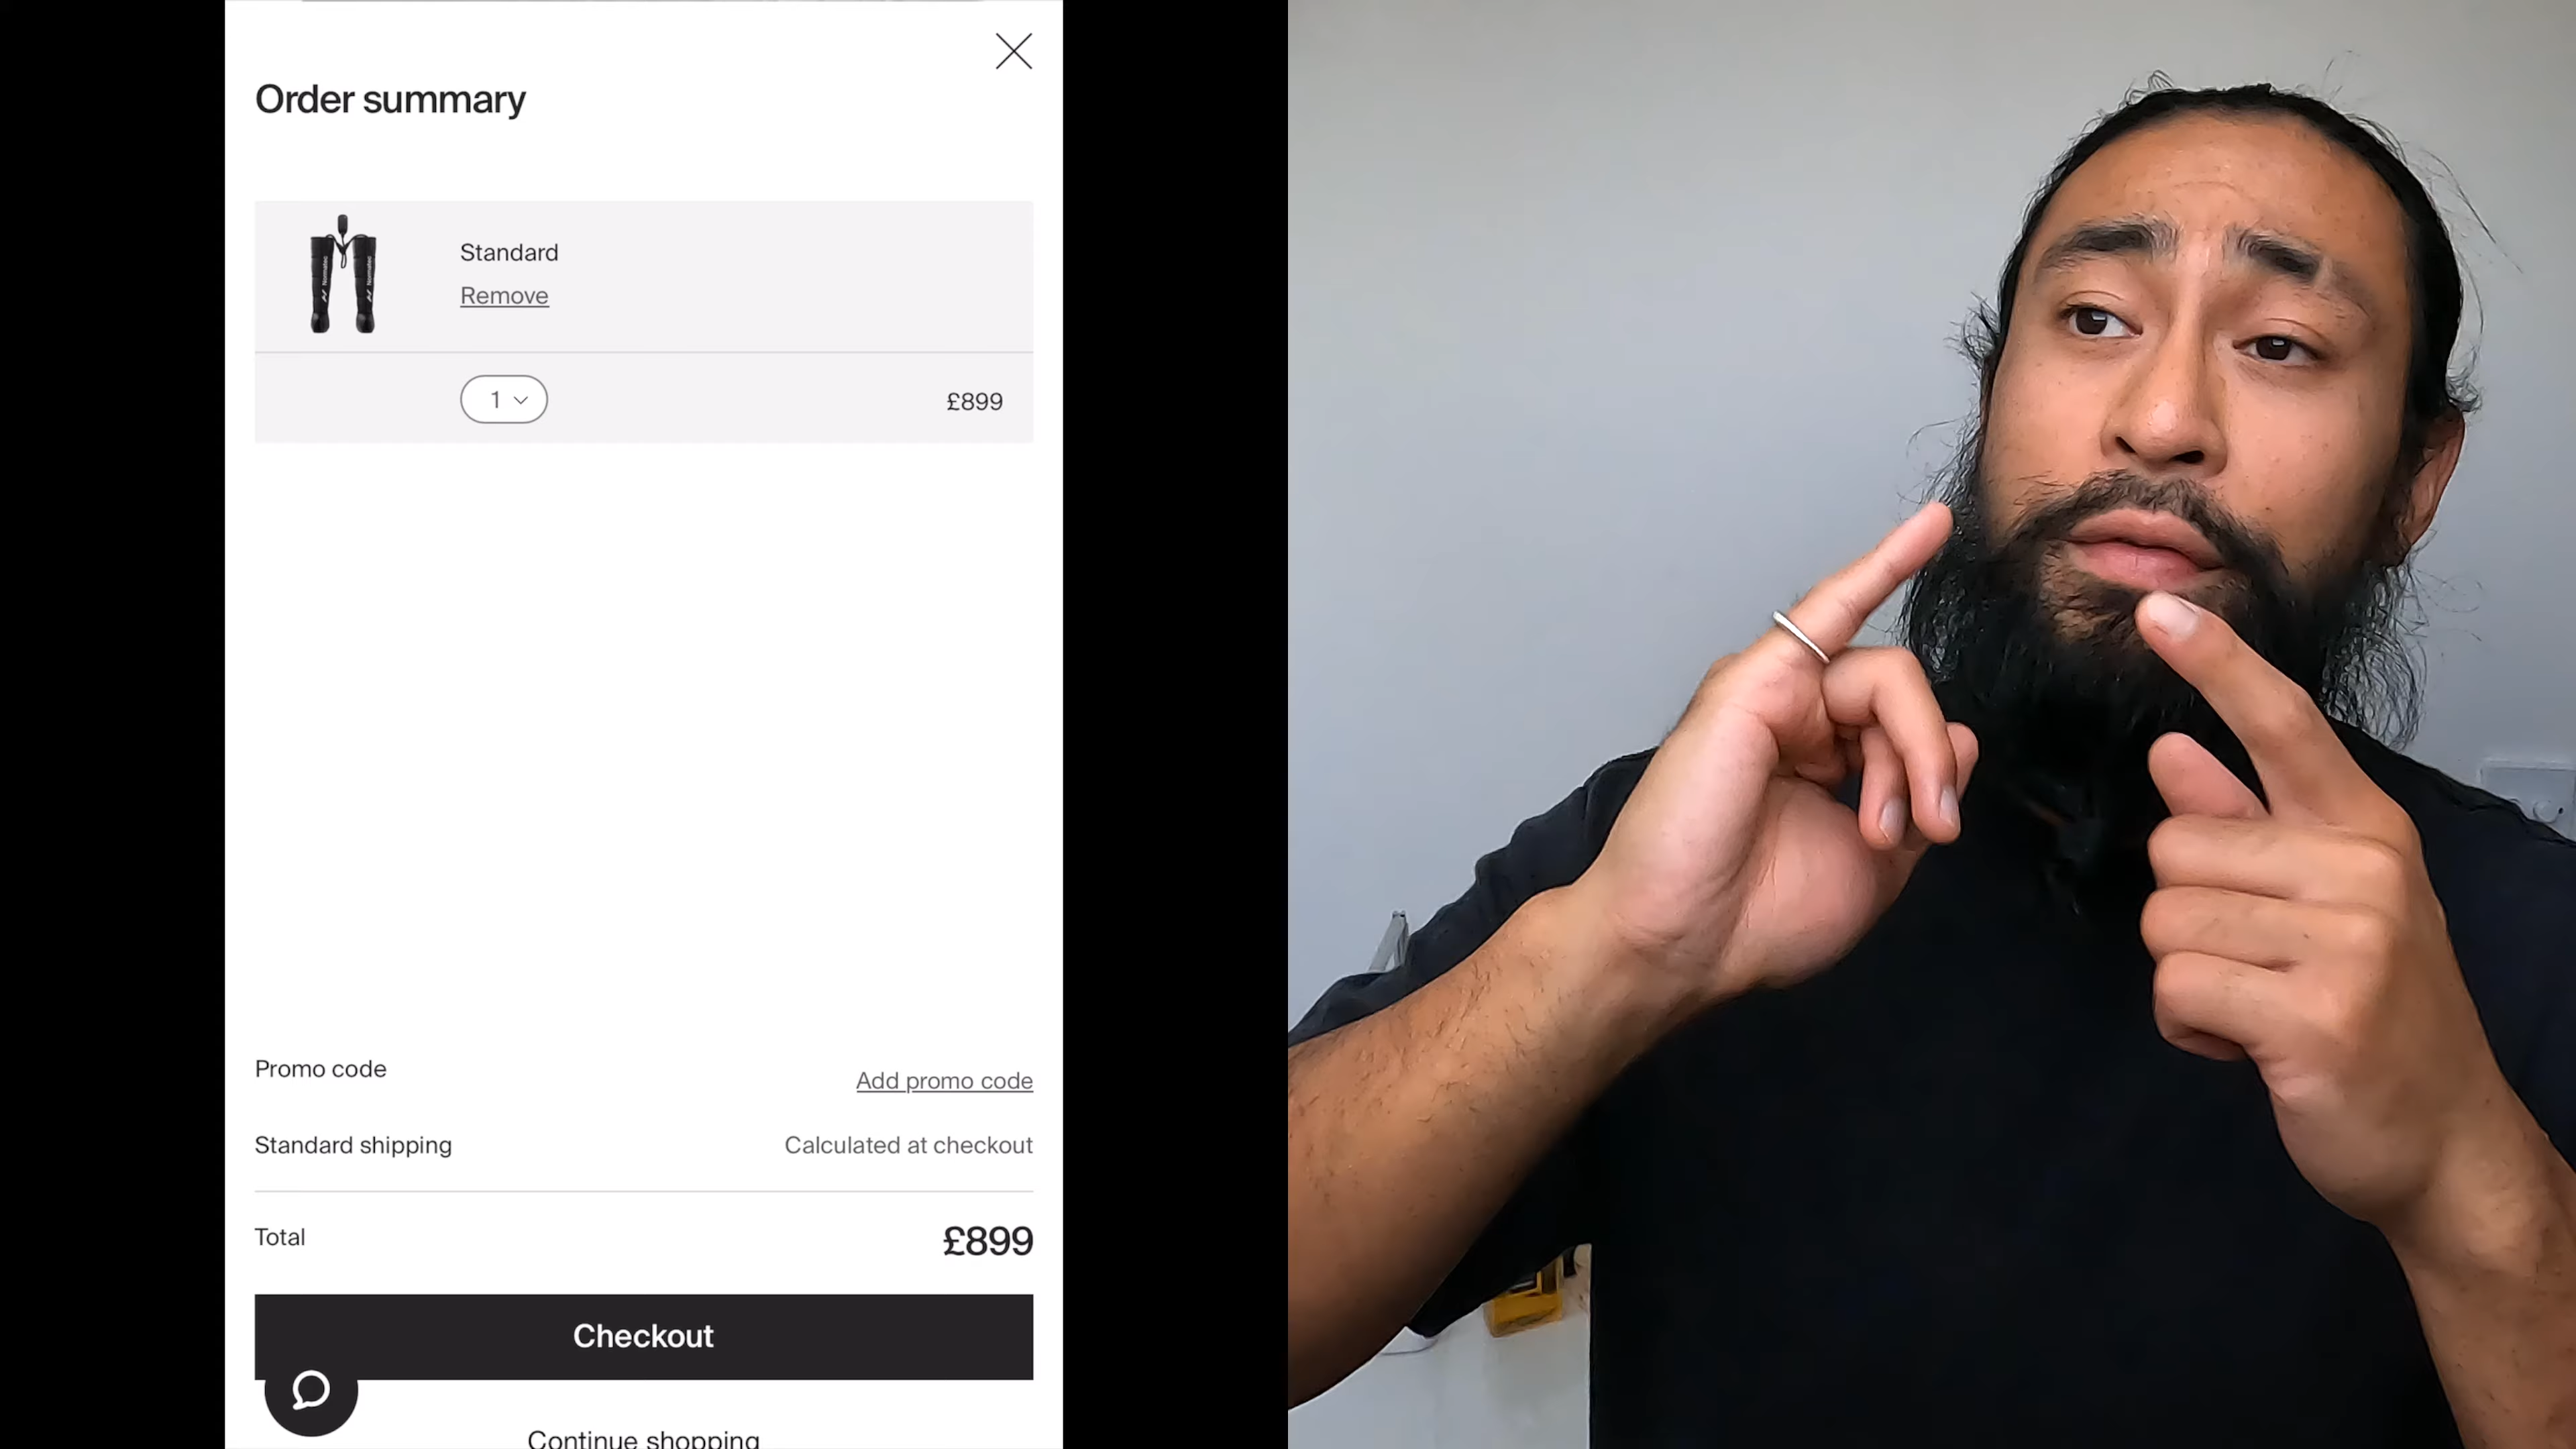 Order summary
Standard
Remove
1
£899
Promo code
Add promo code
Standard shipping
Calculated at checkout
Total
£899
Checkout
Continue shopping